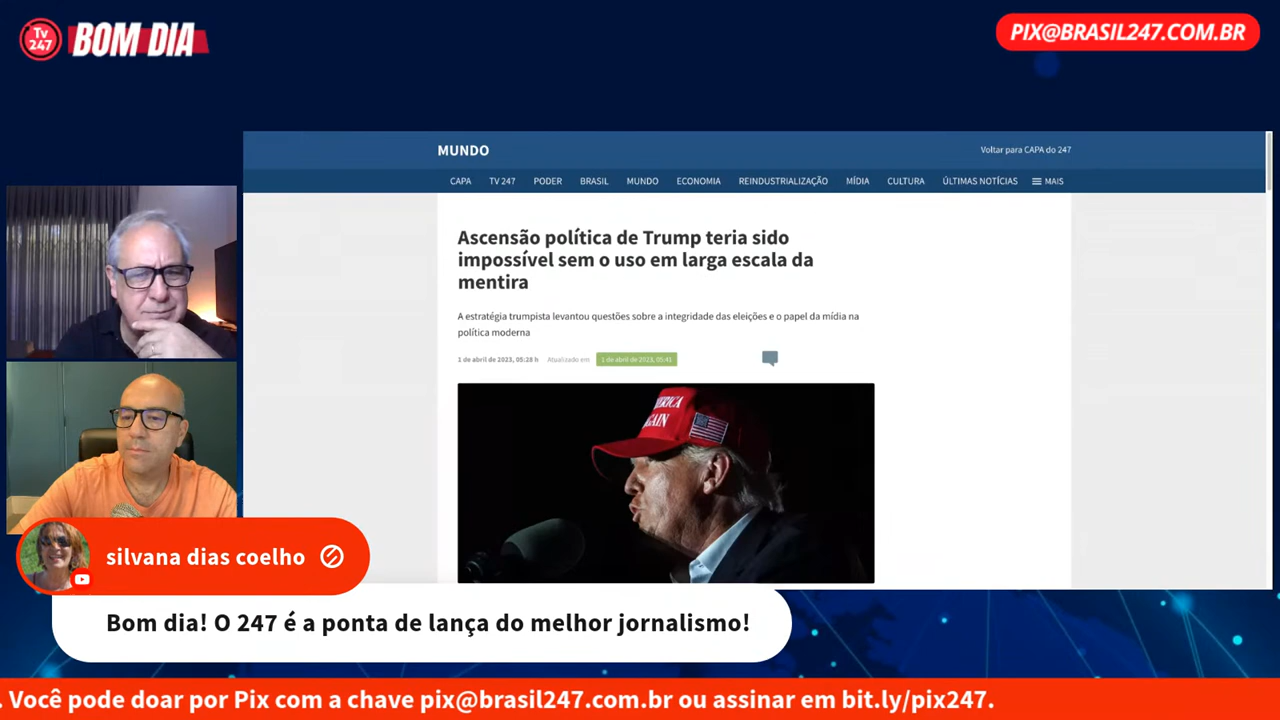 Tv 247 BOM DIA
PIX@BRASIL247.COM.BR
MUNDO
Voltar para CAPA do 247
CAPA TV 247 PODER BRASIL MUNDO ECONOMIA REINDUSTRIALIZAÇÃO MÍDIA CULTURA ÚLTIMAS NOTÍCIAS MAIS
Ascensão política de Trump teria sido
impossível sem o uso em larga escala da
mentira
A estratégia trumpista levantou questões sobre a integridade das eleições e o papel da mídia na
política moderna
1 de abril de 2023, 05:28 h Atualizado em 1 de abril de 2023, 05:41
ERICA
AGAIN
silvana dias coelho
Bom dia! O 247 é a ponta de lança do melhor jornalismo!
. Você pode doar por Pix com a chave pix@brasil247.com.br ou assinar em bit.ly/pix247.